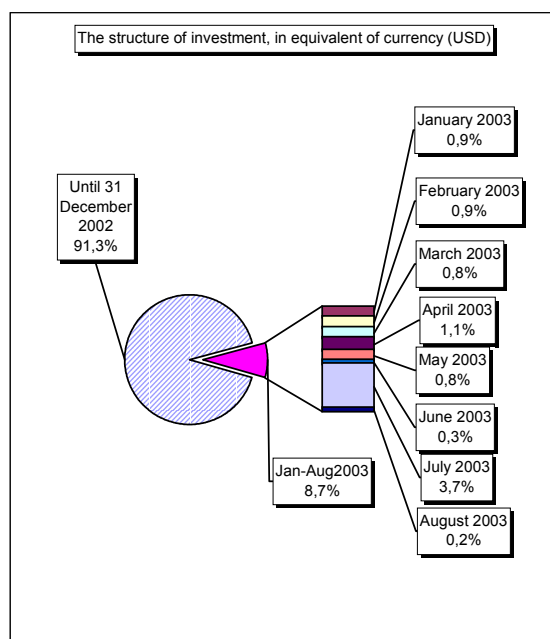 The structure of investment, in equivalent of currency (USD)
Until 31
December
2002
91,3%
January 2003
0,9%
February 2003
0,9%
March 2003
0,8%
April 2003
1,1%
May 2003
0,8%
June 2003
0,3%
July 2003
3,7%
August 2003
0,2%
Jan-Aug2003
8,7%